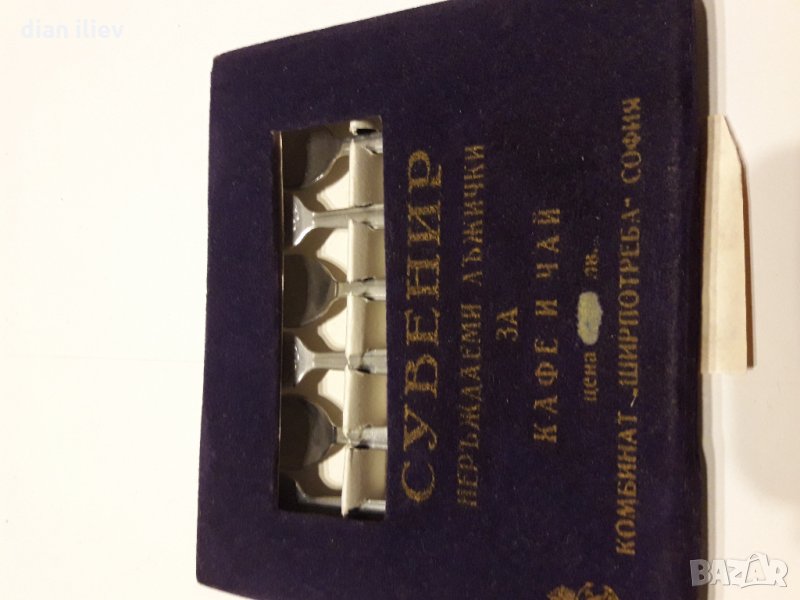 dian iliev
СУВЕНИР
НЕРЪЖДАЕМИ ЛЪЖИЧКИ
ЗА
КАФЕ И ЧАЙ
цена лв...
КОМБИНАТ „ШИРПОТРЕБА" СОФИЯ
BAZAR